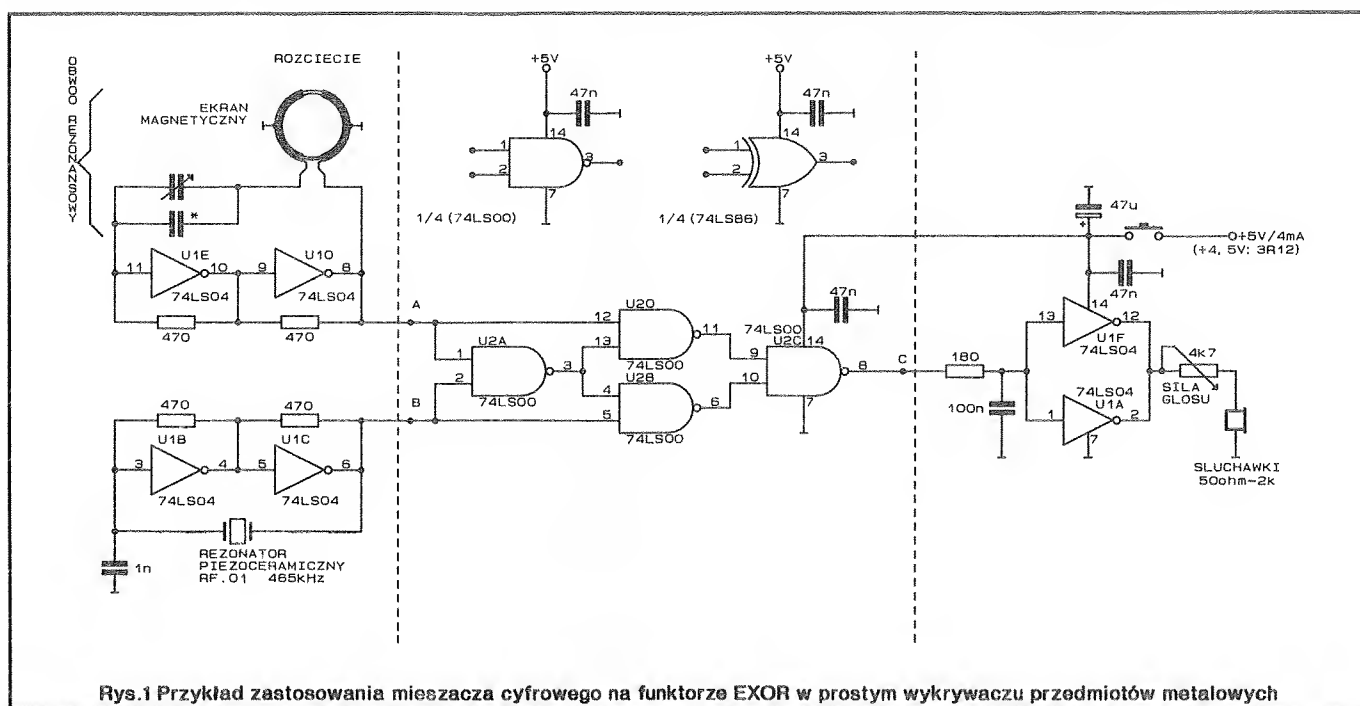 OBWOO REZONANSOWY
ROZCIECIE
EKRAN
MAGNETYCZNY
*
U1E
11
10
74LS04
U1O
9
8
74LS04
470
470
A
470
470
U1B
3
4
74LS04
U1C
5
6
74LS04
B
1n
REZONATOR
PIEZOCERAMICZNY
RF.01 465kHz
+5V
47n
14
1
2
3
7
1/4 (74LS00)
+5V
47n
14
1
2
3
7
1/4 (74LS86)
1
2
U2A
3
74LS00
U2O
12
13
11
74LS00
4
U2B
5
6
74LS00
47n
74LS00
U2C
14
9
10
8
7
C
180
100n
47u
+
+5V/4mA
(+4,5V: 3R12)
47n
14
13
12
U1F
74LS04
74LS04
U1A
1
2
7
4k7
SILA
GLOSU
SLUCHAWKI
50ohm-2k
Rys.1 Przykład zastosowania mieszacza cyfrowego na funktorze EXOR w prostym wykrywaczu przedmiotów metalowych